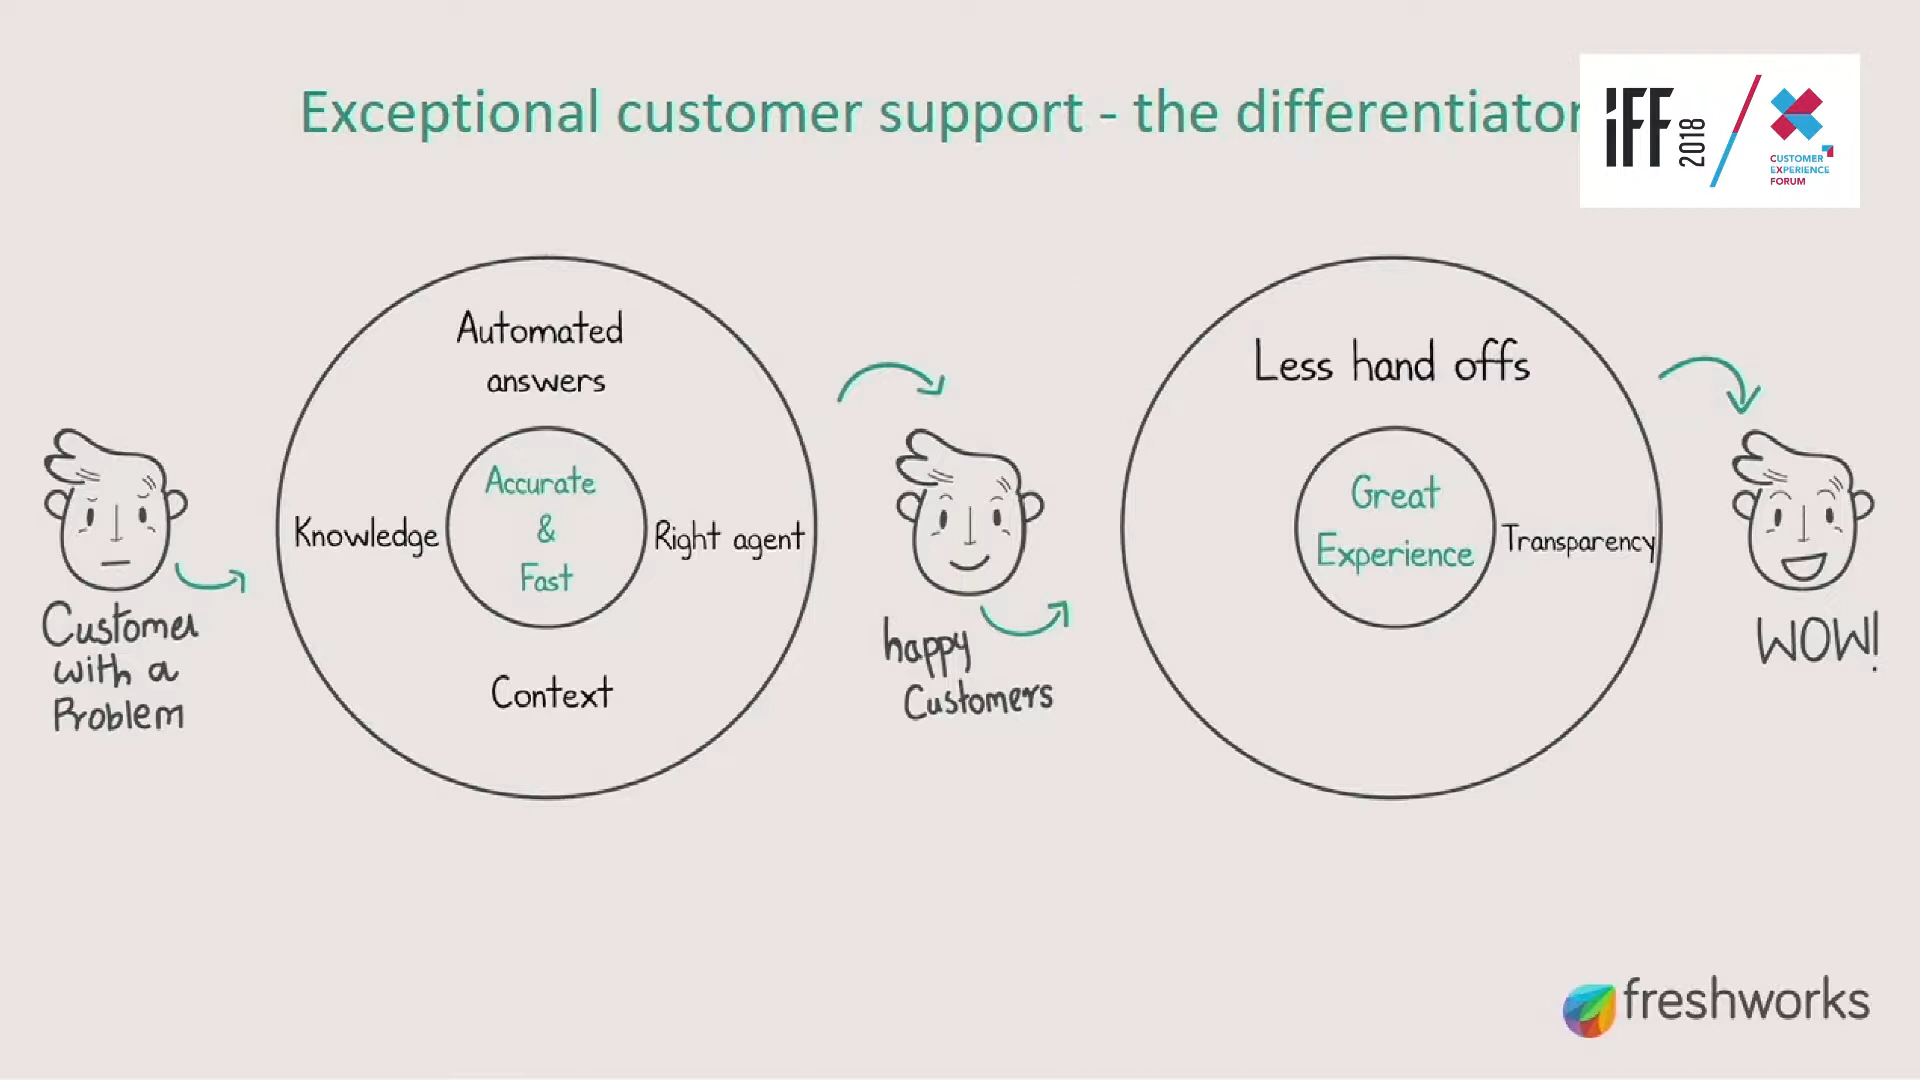 Exceptional customer support - the differentiator
iFF 2018
CUSTOMER
EXPERIENCE
FORUM
Customer
with a
Problem
Automated
answers
Knowledge
Accurate
&
Fast
Right agent
Context
happy
Customers
Less hand offs
Great
Experience
Transparency
WOW!
freshworks